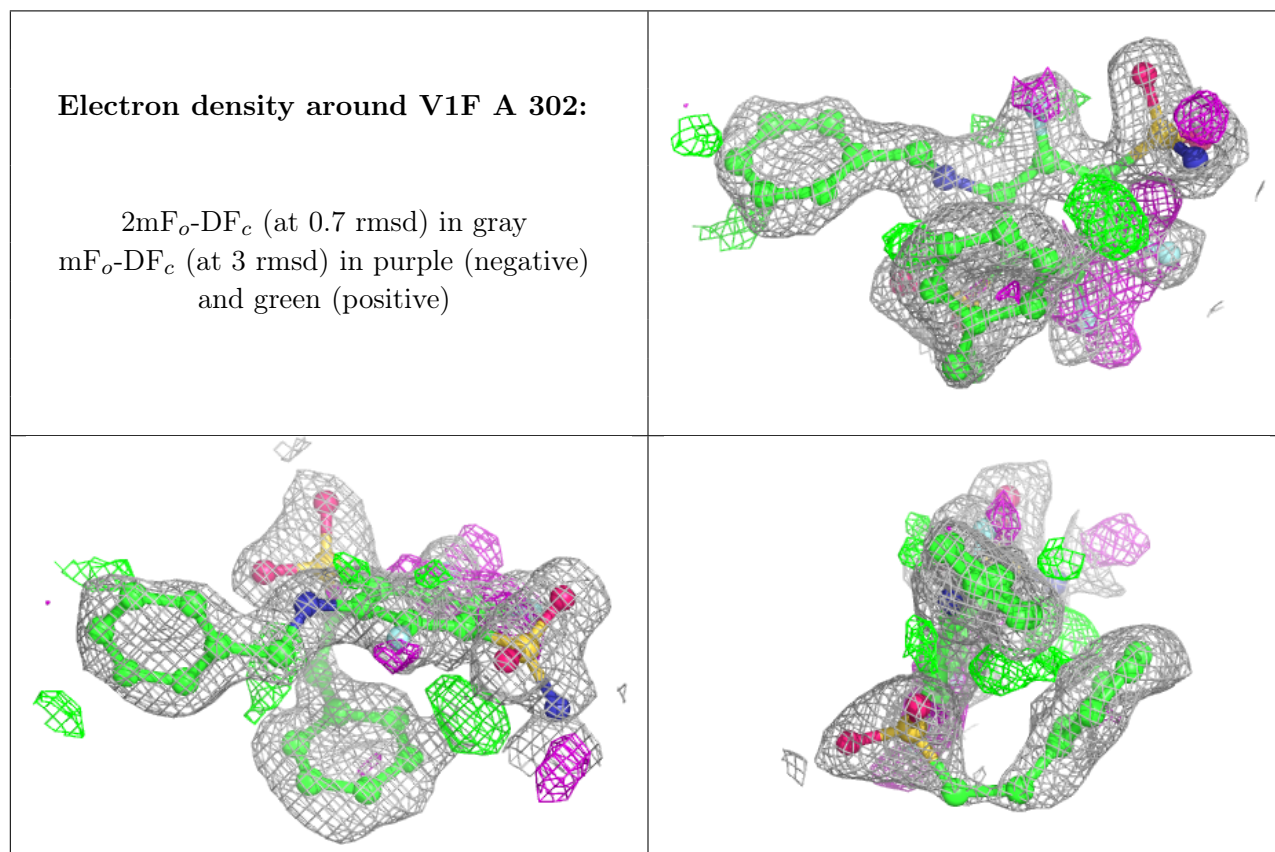 Electron density around V1F A 302:
2mFo-DFc (at 0.7 rmsd) in gray
mFo-DFc (at 3 rmsd) in purple (negative)
and green (positive)